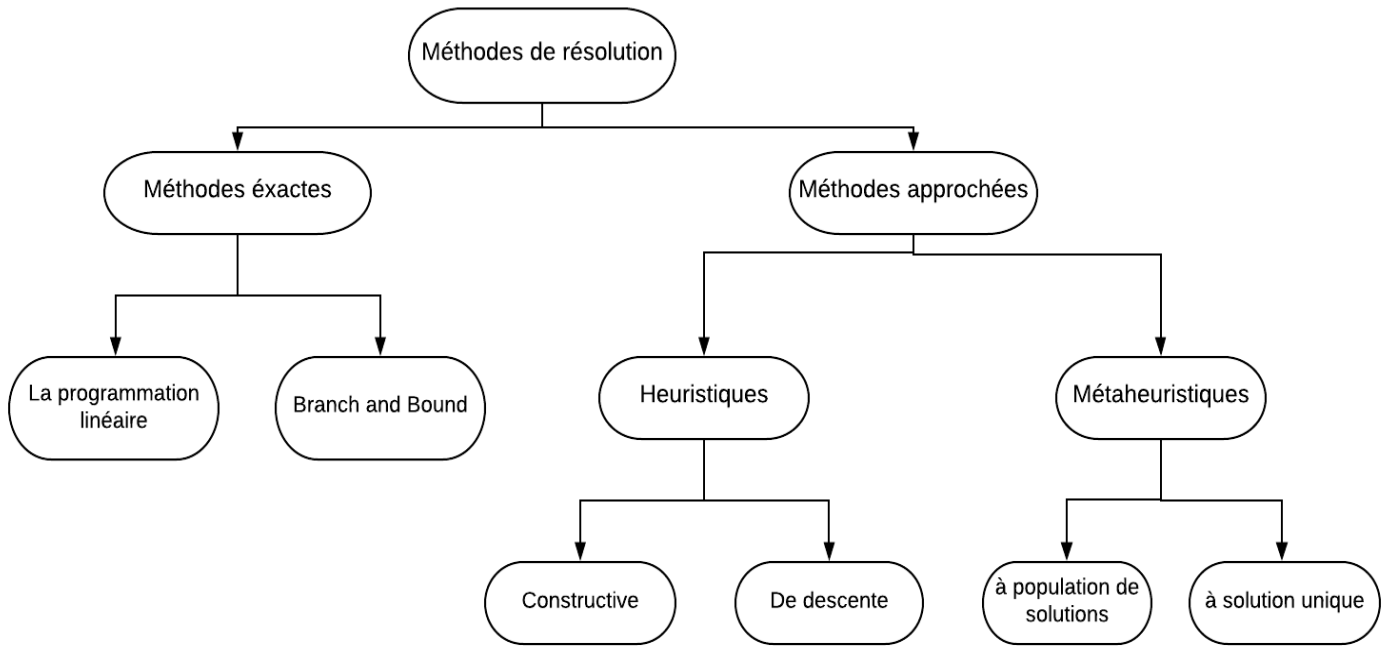 Méthodes de résolution
Méthodes éxactes
Méthodes approchées
La programmation
linéaire
Branch and Bound
Heuristiques
Métaheuristiques
Constructive
De descente
à population de
solutions
à solution unique